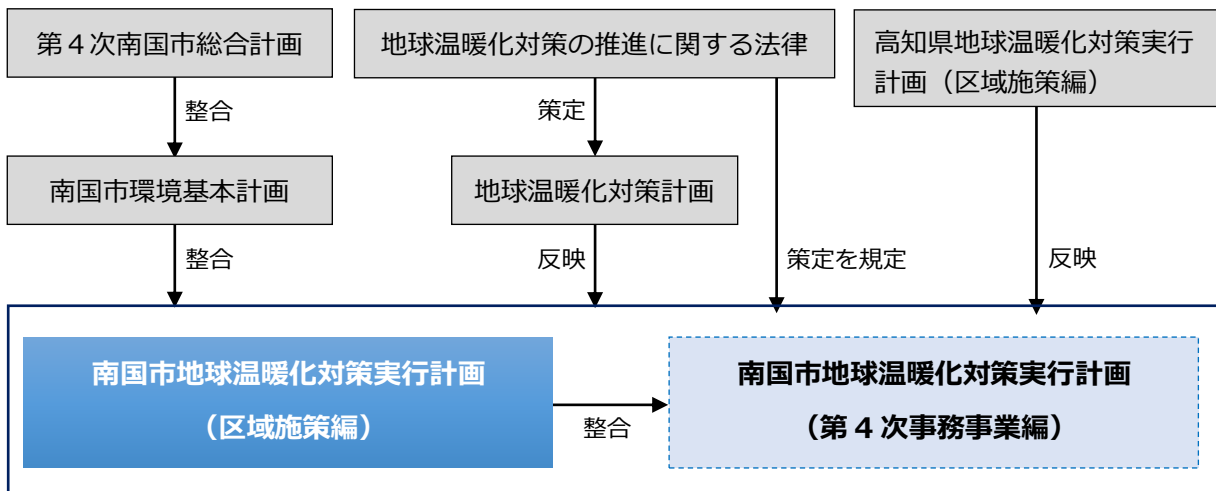 第４次南国市総合計画
地球温暖化対策の推進に関する法律
高知県地球温暖化対策実行
計画（区域施策編）
整合
策定
南国市環境基本計画
地球温暖化対策計画
整合
反映
策定を規定
反映
南国市地球温暖化対策実行計画
（区域施策編）
整合
南国市地球温暖化対策実行計画
（第 4 次事務事業編）